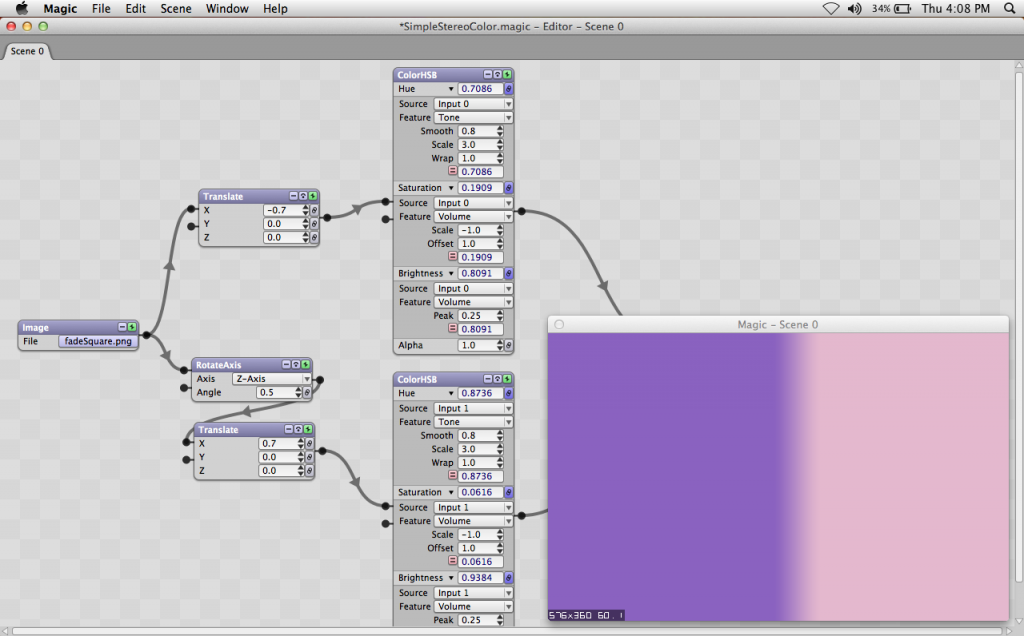 Magic File Edit Scene Window Help 34% Thu 4:08 PM
*SimpleStereoColor.magic - Editor - Scene 0
Scene 0
ColorHSB
Hue 0.7086
Source Input 0
Feature Tone
Smooth 0.8
Scale 3.0
Wrap 1.0
= 0.7086
Saturation 0.1909
Source Input 0
Feature Volume
Scale -1.0
Offset 1.0
= 0.1909
Brightness 0.8091
Source Input 0
Feature Volume
Peak 0.25
= 0.8091
Alpha 1.0
Translate
X -0.7
Y 0.0
Z 0.0
Image
File fadeSquare.png
RotateAxis
Axis Z-Axis
Angle 0.5
Translate
X 0.7
Y 0.0
Z 0.0
ColorHSB
Hue 0.8736
Source Input 1
Feature Tone
Smooth 0.8
Scale 3.0
Wrap 1.0
= 0.8736
Saturation 0.0616
Source Input 1
Feature Volume
Scale -1.0
Offset 1.0
= 0.0616
Brightness 0.9384
Source Input 1
Feature Volume
Peak 0.25
Magic - Scene 0
576x360 60.1